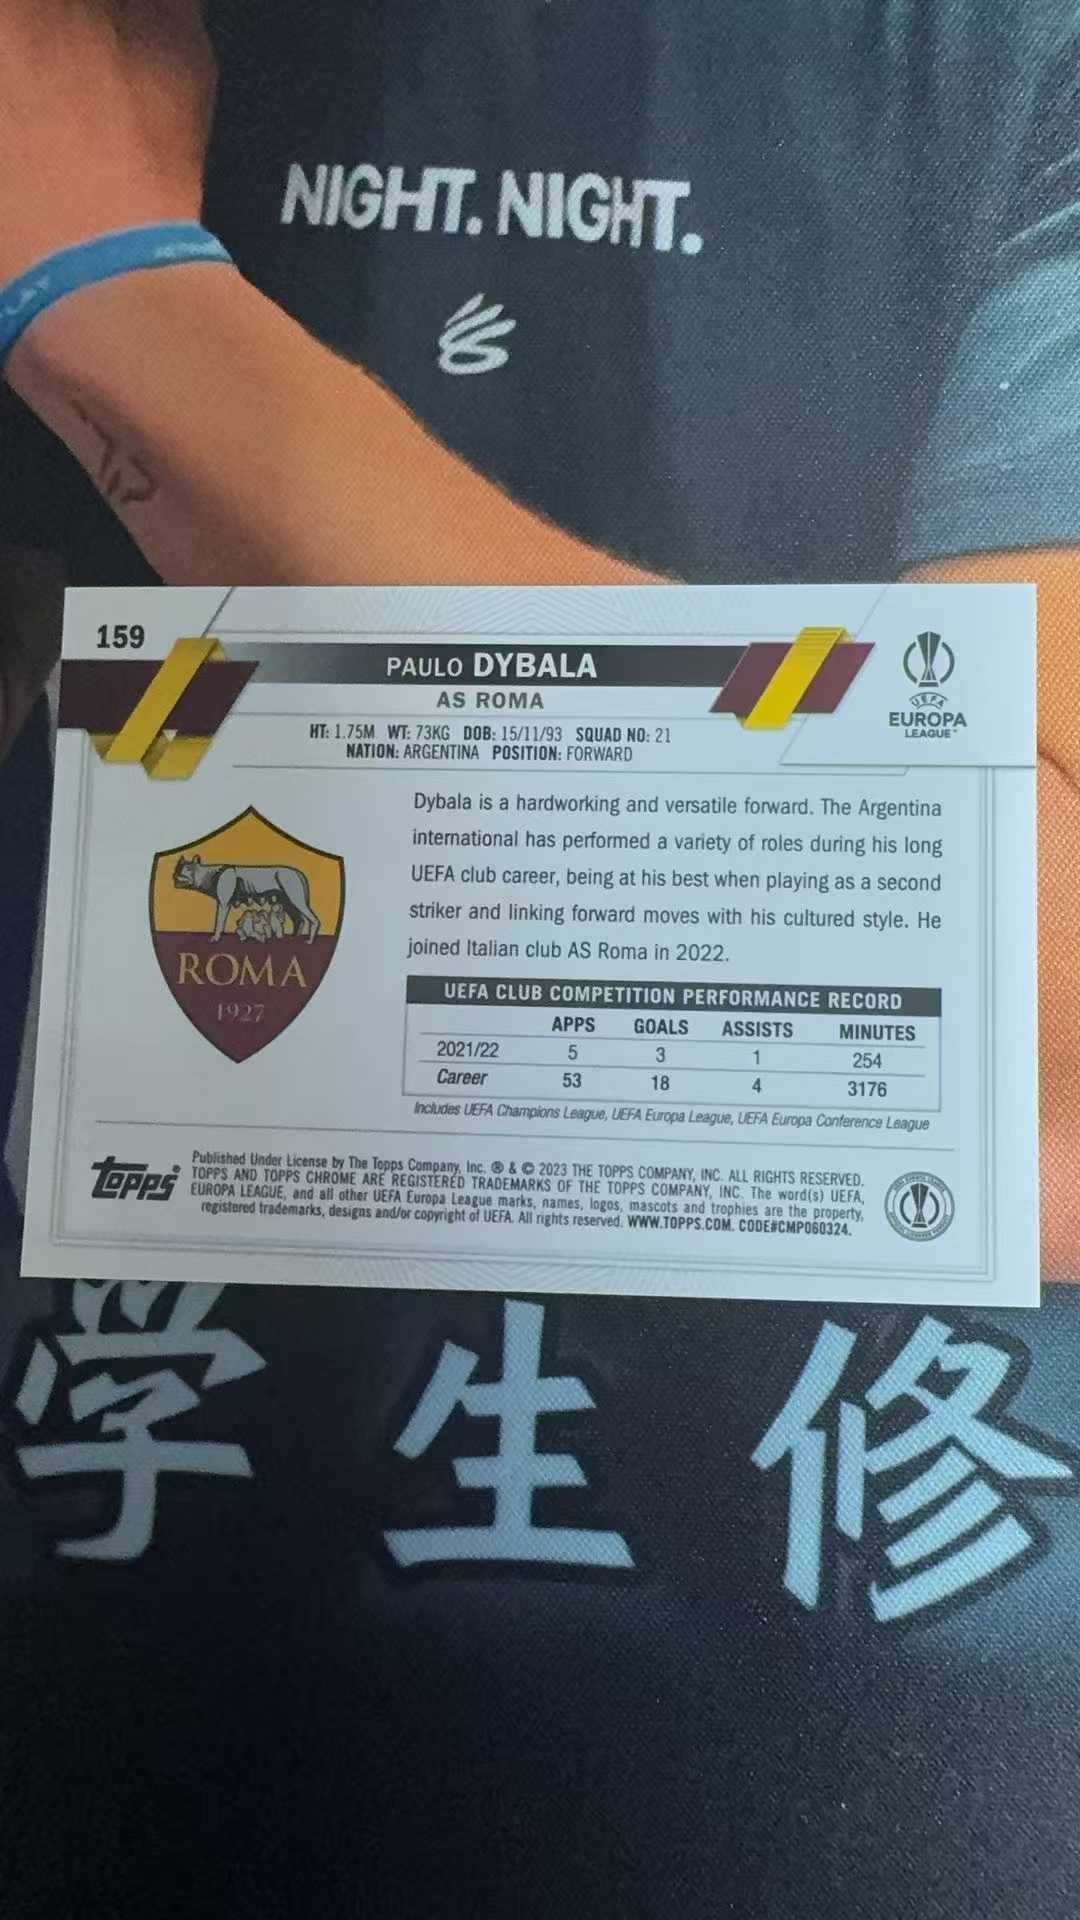 NIGHT. NIGHT.
159
PAULO DYBALA
AS ROMA
HT: 1.75M WT: 73KG DOB: 15/11/93 SQUAD NO: 21
NATION: ARGENTINA POSITION: FORWARD
UEFA
EUROPA
LEAGUE™
Dybala is a hardworking and versatile forward. The Argentina
international has performed a variety of roles during his long
UEFA club career, being at his best when playing as a second
striker and linking forward moves with his cultured style. He
joined Italian club AS Roma in 2022.
ROMA
1927
UEFA CLUB COMPETITION PERFORMANCE RECORD
APPS GOALS ASSISTS MINUTES
2021/22 5 3 1 254
Career 53 18 4 3176
Includes UEFA Champions League, UEFA Europa League, UEFA Europa Conference League
topps®
Published Under License by The Topps Company, Inc. ® & © 2023 THE TOPPS COMPANY, INC. ALL RIGHTS RESERVED.
TOPPS AND TOPPS CHROME ARE REGISTERED TRADEMARKS OF THE TOPPS COMPANY, INC. The word(s) UEFA,
EUROPA LEAGUE, and all other UEFA Europa League marks, names, logos, mascots and trophies are the property,
registered trademarks, designs and/or copyright of UEFA. All rights reserved. WWW.TOPPS.COM. CODE#CMP060324.
学生修